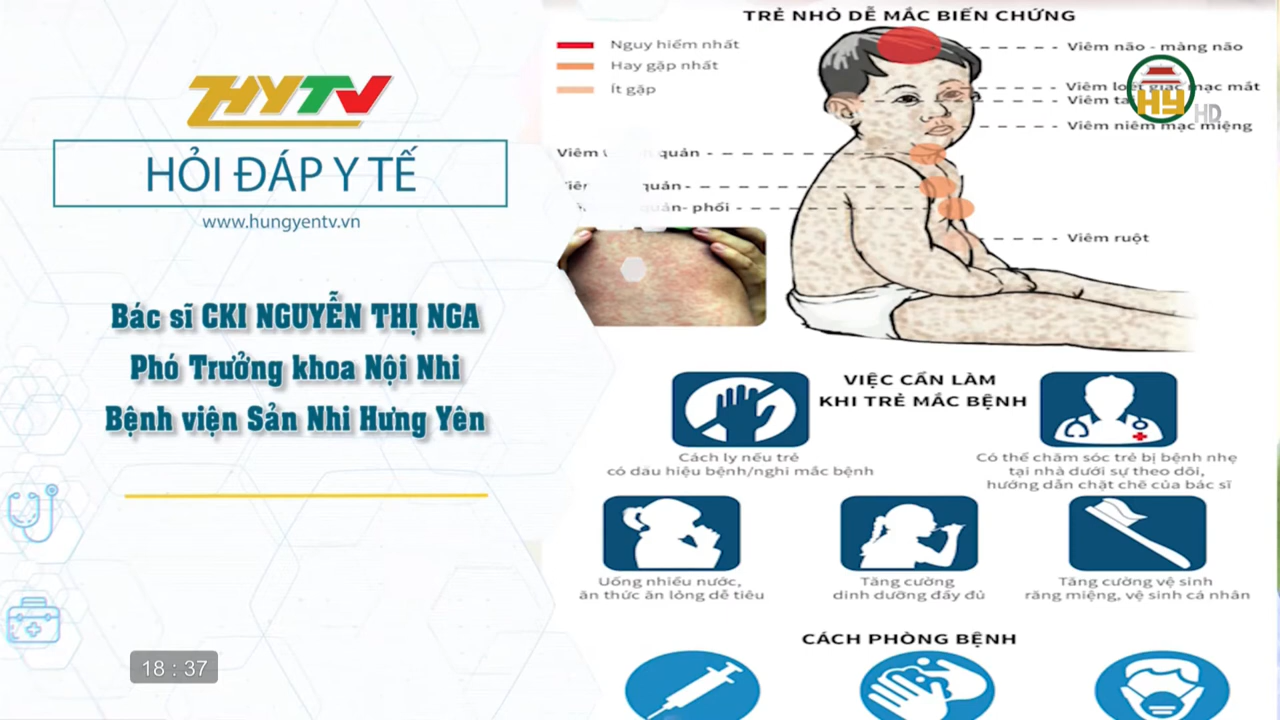 HYTV
HỎI ĐÁP Y TẾ
www.hungyentv.vn
Bác sĩ CKI NGUYỄN THỊ NGA
Phó Trưởng khoa Nội Nhi
Bệnh viện Sản Nhi Hưng Yên
18 : 37
TRẺ NHỎ DỄ MẮC BIẾN CHỨNG
Nguy hiểm nhất
Hay gặp nhất
Ít gặp
Viêm não - màng não
Viêm loét giác mạc mắt
Viêm
Viêm niêm mạc miệng
HY HD
Viêm quản
quản
quản- phổi
Viêm ruột
VIỆC CẦN LÀM
KHI TRẺ MẮC BỆNH
Cách ly nếu trẻ
có dấu hiệu bệnh/nghi mắc bệnh
Có thể chăm sóc trẻ bị bệnh nhẹ
tại nhà dưới sự theo dõi,
hướng dẫn chặt chẽ của bác sĩ
Uống nhiều nước,
ăn thức ăn lỏng dễ tiêu
Tăng cường
dinh dưỡng đầy đủ
Tăng cường vệ sinh
răng miệng, vệ sinh cá nhân
CÁCH PHÒNG BỆNH